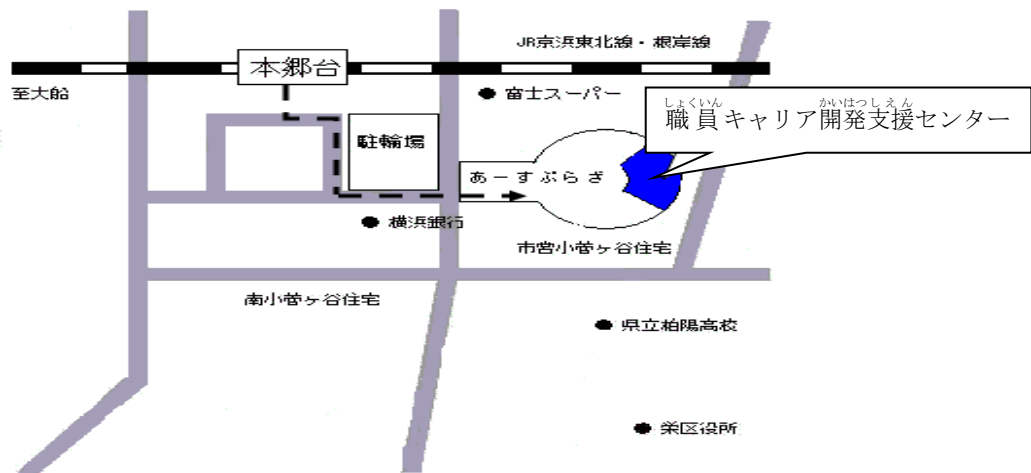 JR京浜東北線・根岸線
本郷台
至大船
富士スーパー
しょくいん かいはつしえん
職員キャリア開発支援センター
駐輪場
あーすぷらざ
横浜銀行
市営小菅ヶ谷住宅
南小菅ヶ谷住宅
県立柏陽高校
栄区役所